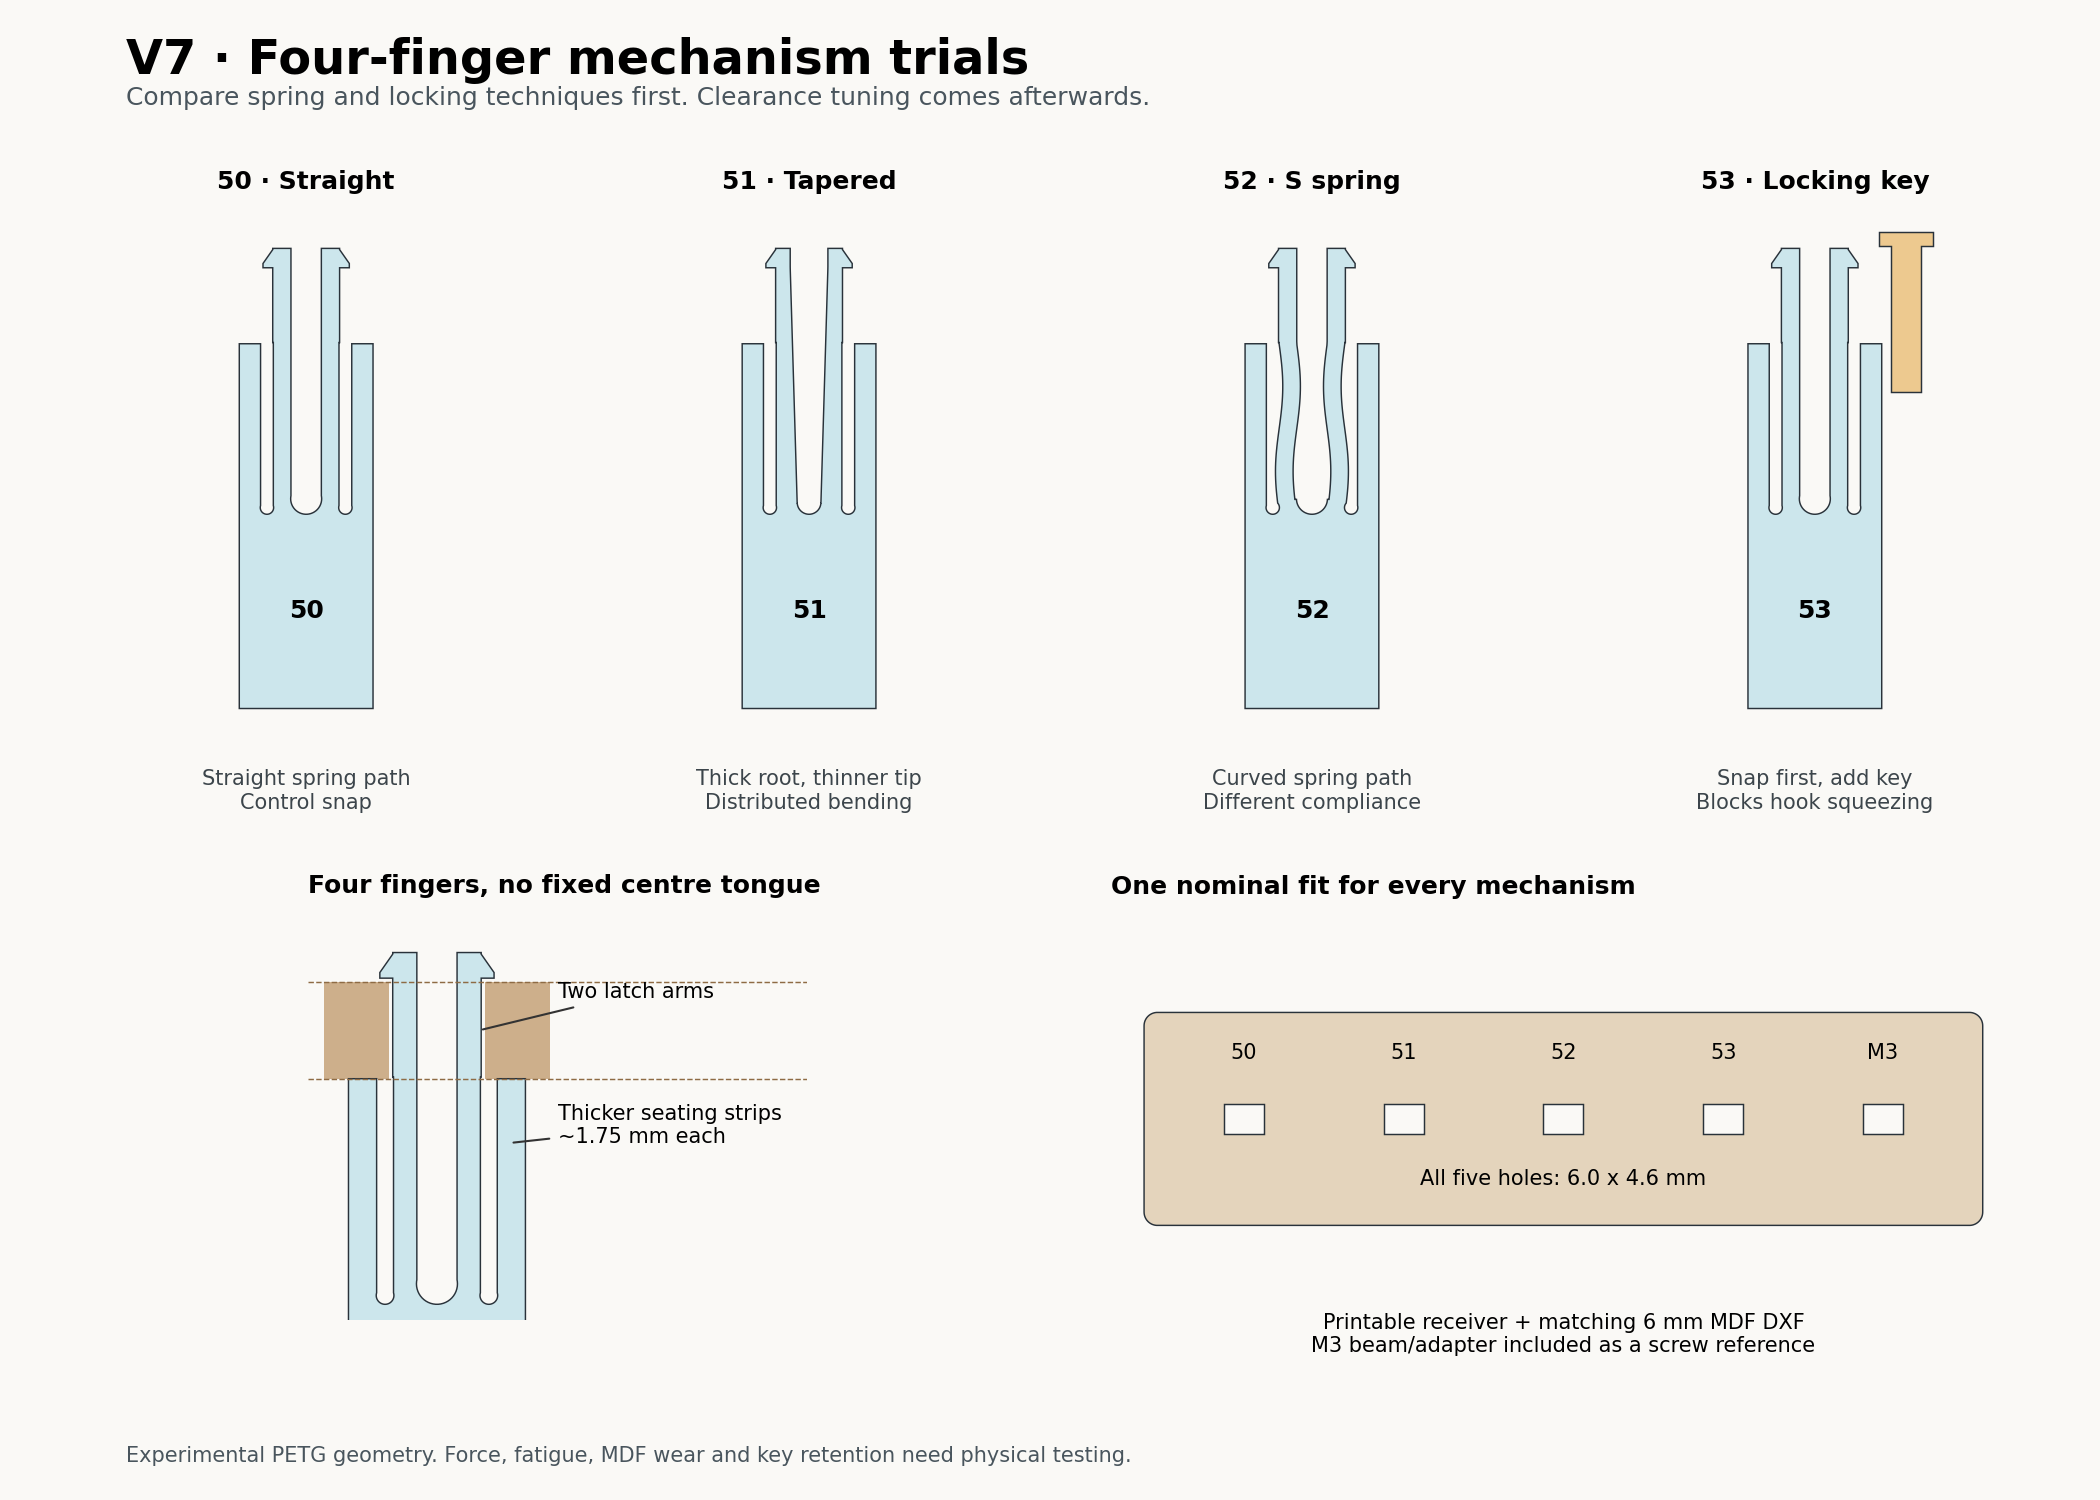 V7 · Four-finger mechanism trials
Compare spring and locking techniques first. Clearance tuning comes afterwards.
50 · Straight
51 · Tapered
52 · S spring
53 · Locking key
50
51
52
53
Straight spring path
Control snap
Thick root, thinner tip
Distributed bending
Curved spring path
Different compliance
Snap first, add key
Blocks hook squeezing
Four fingers, no fixed centre tongue
Two latch arms
Thicker seating strips
~1.75 mm each
One nominal fit for every mechanism
50
51
52
53
M3
All five holes: 6.0 x 4.6 mm
Printable receiver + matching 6 mm MDF DXF
M3 beam/adapter included as a screw reference
Experimental PETG geometry. Force, fatigue, MDF wear and key retention need physical testing.